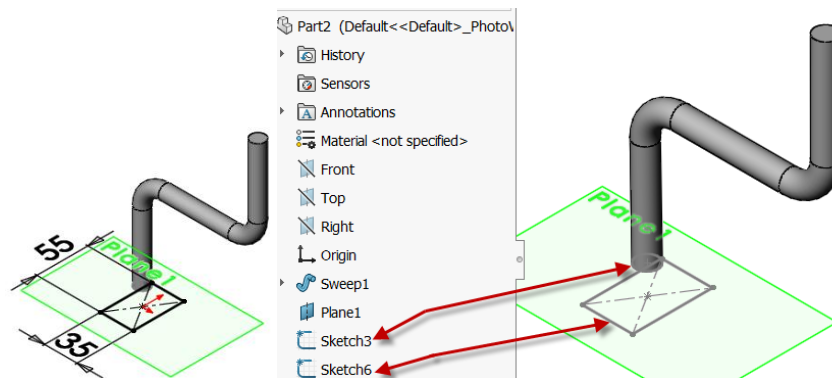 55
Plane1
35
Part2 (Default<<Default>_PhotoV
History
Sensors
Annotations
Material <not specified>
Front
Top
Right
Origin
Sweep1
Plane1
Sketch3
Sketch6
Plane1